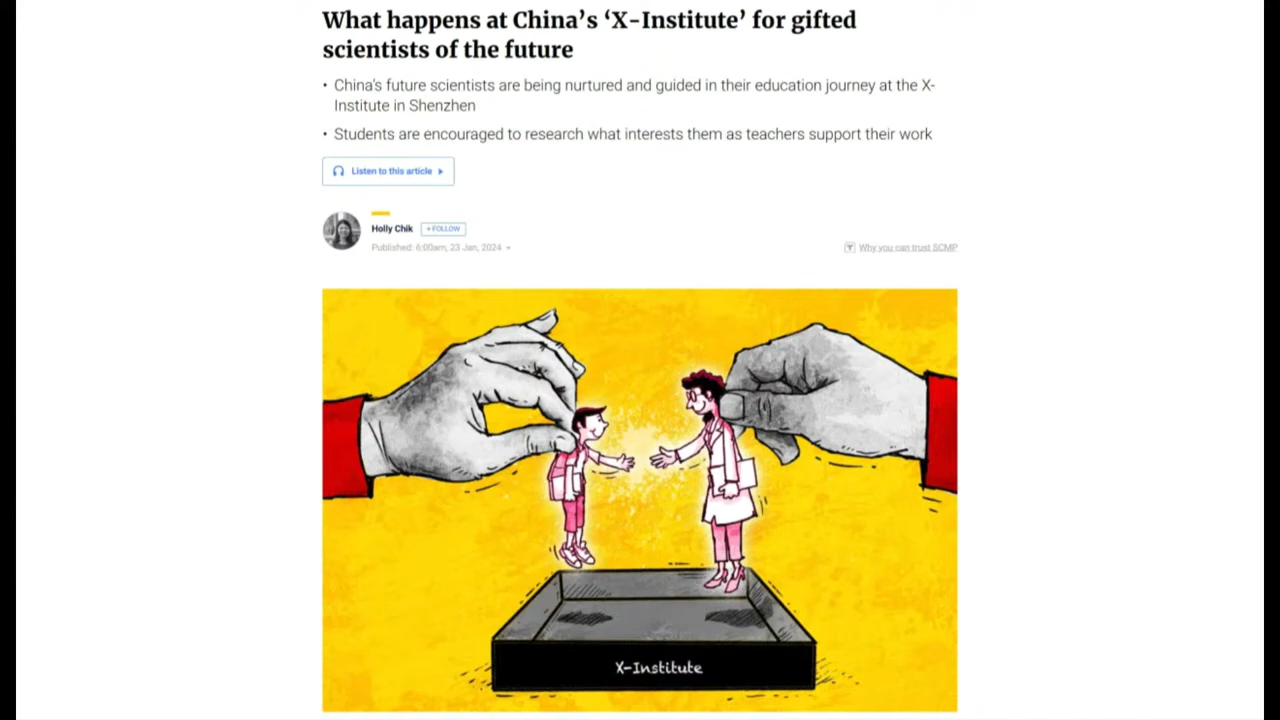 What happens at China's ‘X-Institute’ for gifted
scientists of the future
• China's future scientists are being nurtured and guided in their education journey at the X-
Institute in Shenzhen
• Students are encouraged to research what interests them as teachers support their work
Listen to this article
Holly Chik
+ FOLLOW
Published: 6:00am, 23 Jan, 2024
Why you can trust SCMP
X-Institute